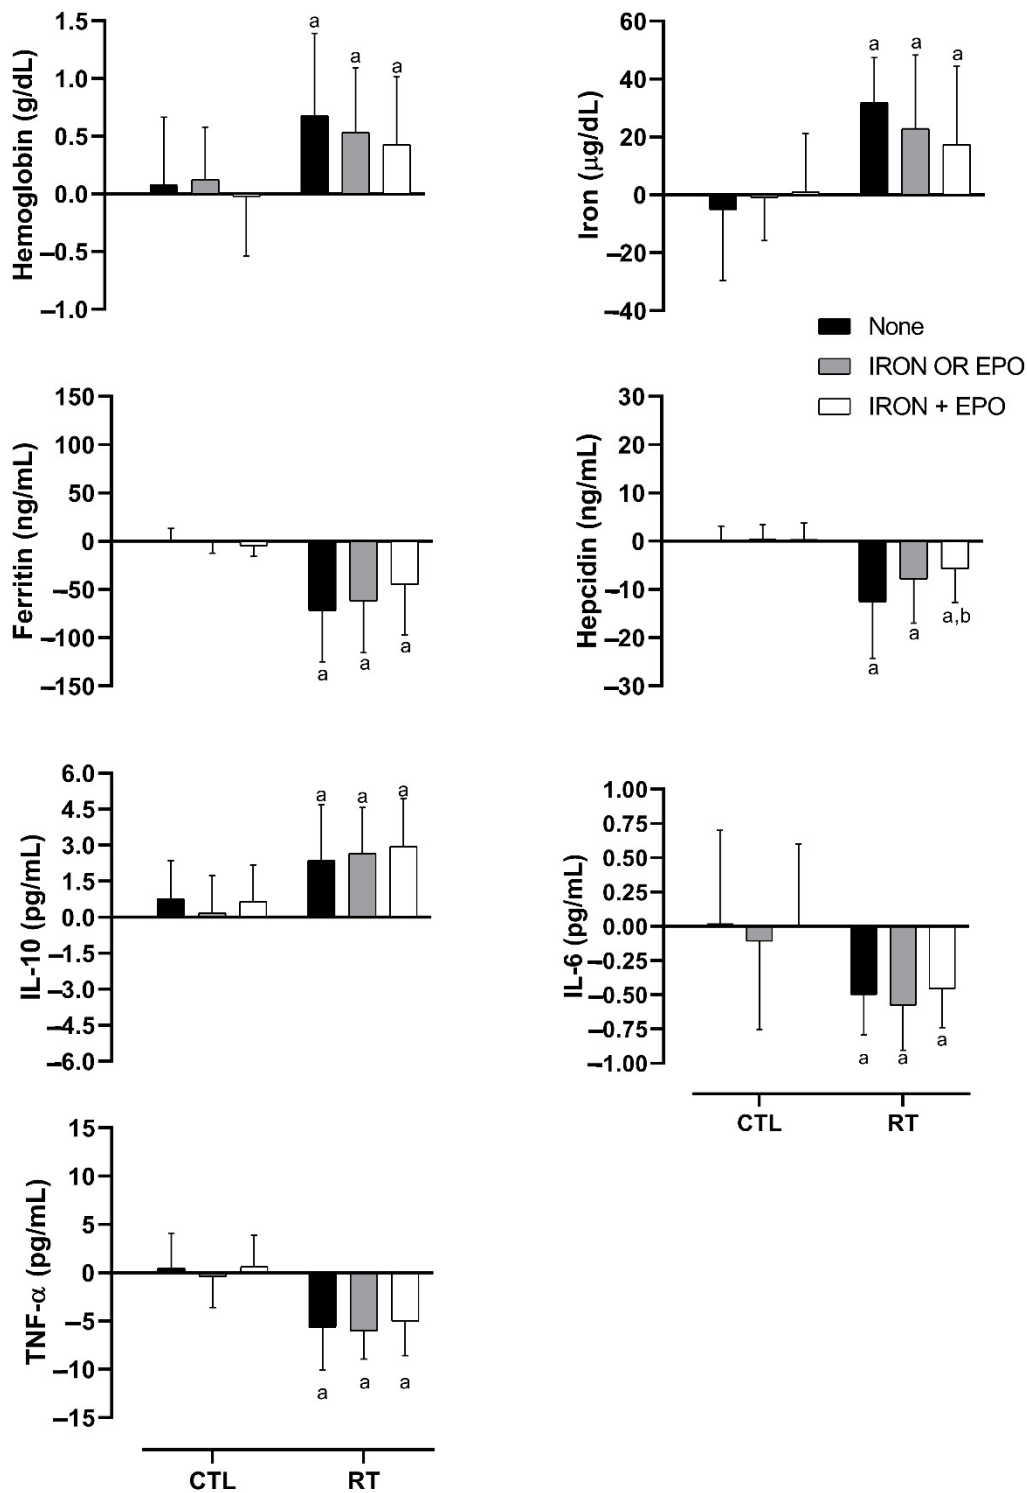 Hemoglobin (g/dL)
1.5
1.0
0.5
0.0
–0.5
–1.0
a
a
a
Iron (μg/dL)
60
40
20
0
–20
–40
a
a
a
None
IRON OR EPO
IRON + EPO
Ferritin (ng/mL)
150
100
50
0
–50
–100
–150
a
a
a
Hepcidin (ng/mL)
30
20
10
0
–10
–20
–30
a
a
a,b
IL-10 (pg/mL)
6.0
4.5
3.0
1.5
0.0
–1.5
–3.0
–4.5
–6.0
a
a
a
IL-6 (pg/mL)
1.00
0.75
0.50
0.25
0.00
–0.25
–0.50
–0.75
–1.00
a
a
a
CTL
RT
TNF-α (pg/mL)
15
10
5
0
–5
–10
–15
a
a
a
CTL
RT